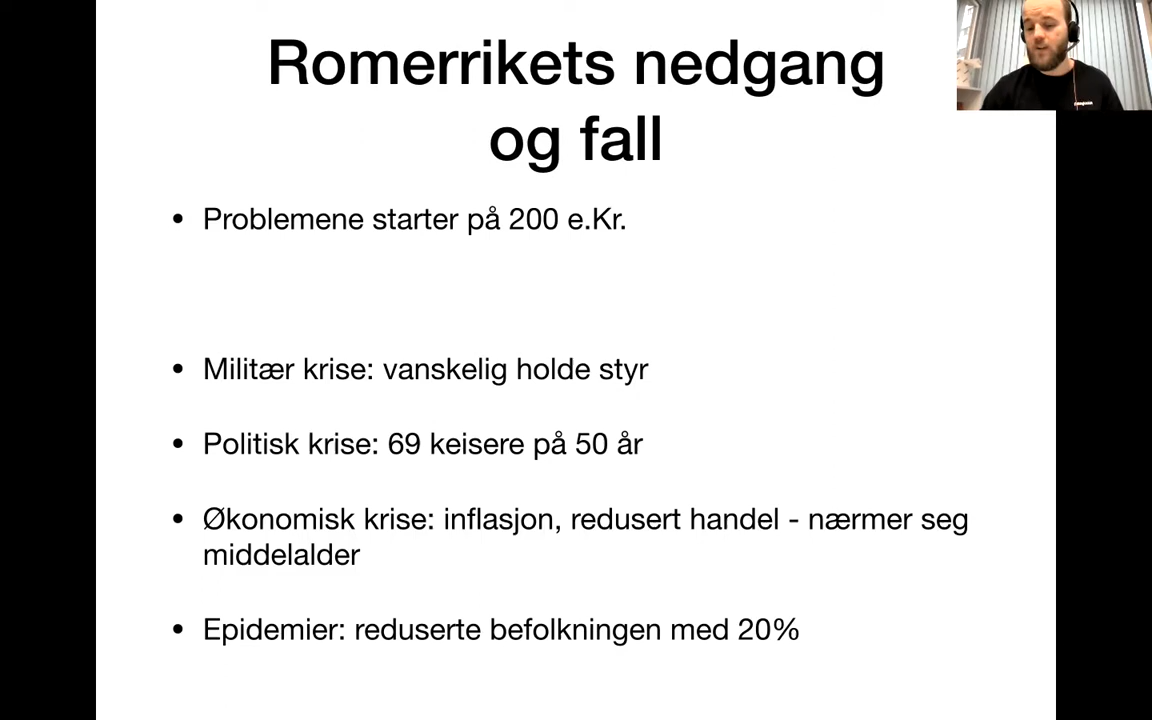 Romerrikets nedgang
og fall
• Problemene starter på 200 e.Kr.
• Militær krise: vanskelig holde styr
• Politisk krise: 69 keisere på 50 år
• Økonomisk krise: inflasjon, redusert handel - nærmer seg
middelalder
• Epidemier: reduserte befolkningen med 20%